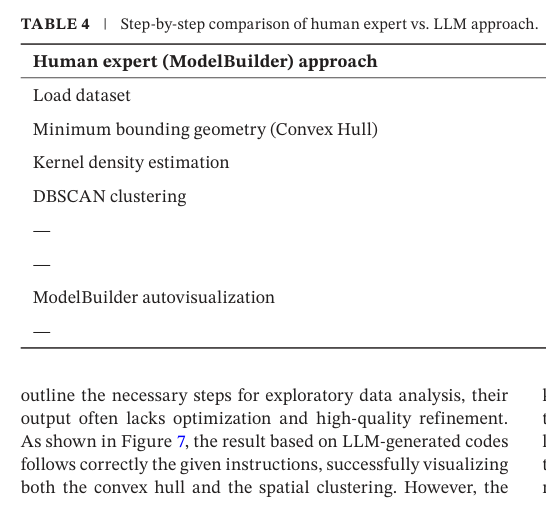 TABLE 4 | Step-by-step comparison of human expert vs. LLM approach.
Human expert (ModelBuilder) approach
Load dataset
Minimum bounding geometry (Convex Hull)
Kernel density estimation
DBSCAN clustering
—
—
ModelBuilder autovisualization
—
outline the necessary steps for exploratory data analysis, their
output often lacks optimization and high-quality refinement.
As shown in Figure 7, the result based on LLM-generated codes
follows correctly the given instructions, successfully visualizing
both the convex hull and the spatial clustering. However, the